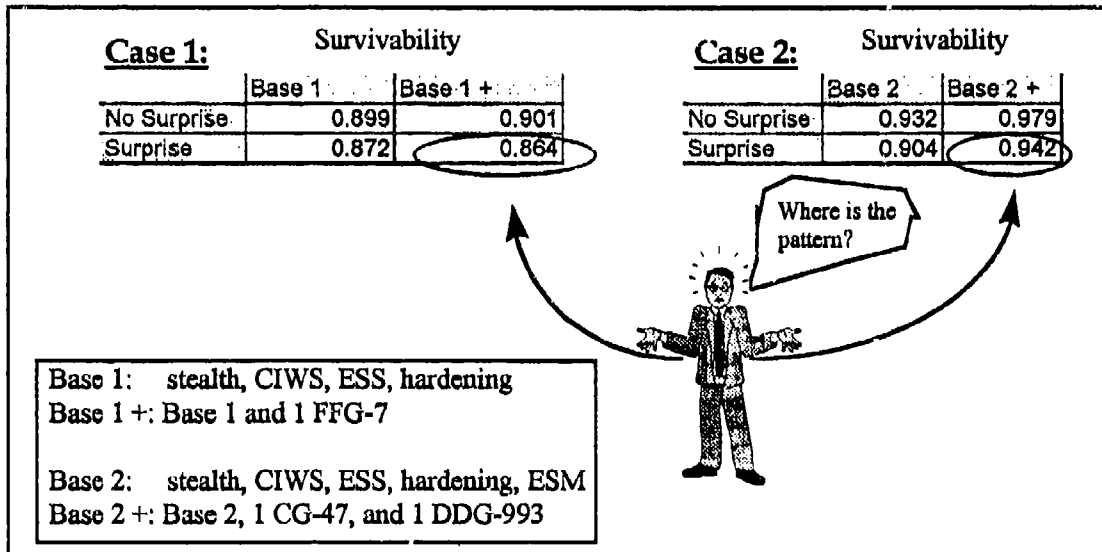 Case 1: Survivability
Base 1 Base 1 +
No Surprise 0.899 0.901
Surprise 0.872 0.864
Case 2: Survivability
Base 2 Base 2 +
No Surprise 0.932 0.979
Surprise 0.904 0.942
Where is the
pattern?
Base 1: stealth, CIWS, ESS, hardening
Base 1 +: Base 1 and 1 FFG-7
Base 2: stealth, CIWS, ESS, hardening, ESM
Base 2 +: Base 2, 1 CG-47, and 1 DDG-993